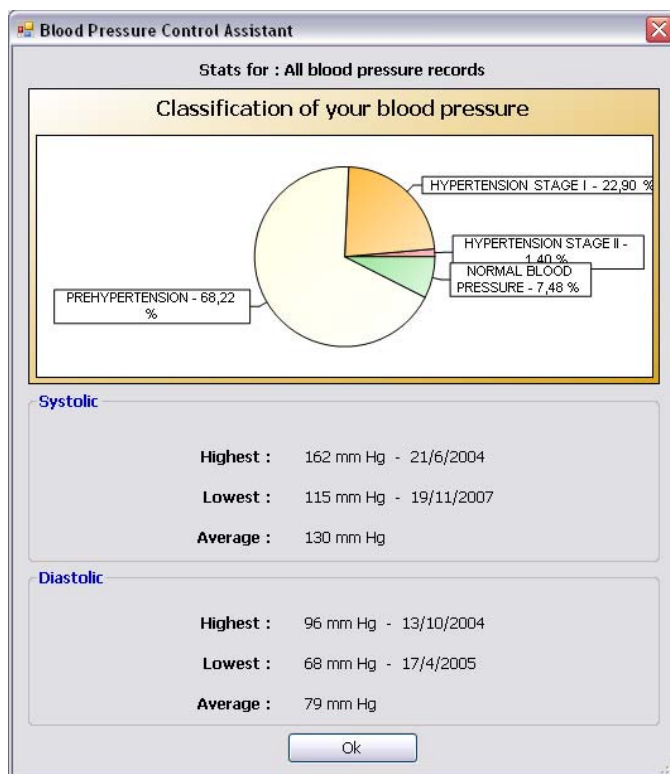 Blood Pressure Control Assistant
Stats for : All blood pressure records
Classification of your blood pressure
HYPERTENSION STAGE I - 22,90 %
HYPERTENSION STAGE II -
1,40 %
NORMAL BLOOD
PRESSURE - 7,48 %
PREHYPERTENSION - 68,22
%
Systolic
Highest : 162 mm Hg - 21/6/2004
Lowest : 115 mm Hg - 19/11/2007
Average : 130 mm Hg
Diastolic
Highest : 96 mm Hg - 13/10/2004
Lowest : 68 mm Hg - 17/4/2005
Average : 79 mm Hg
Ok